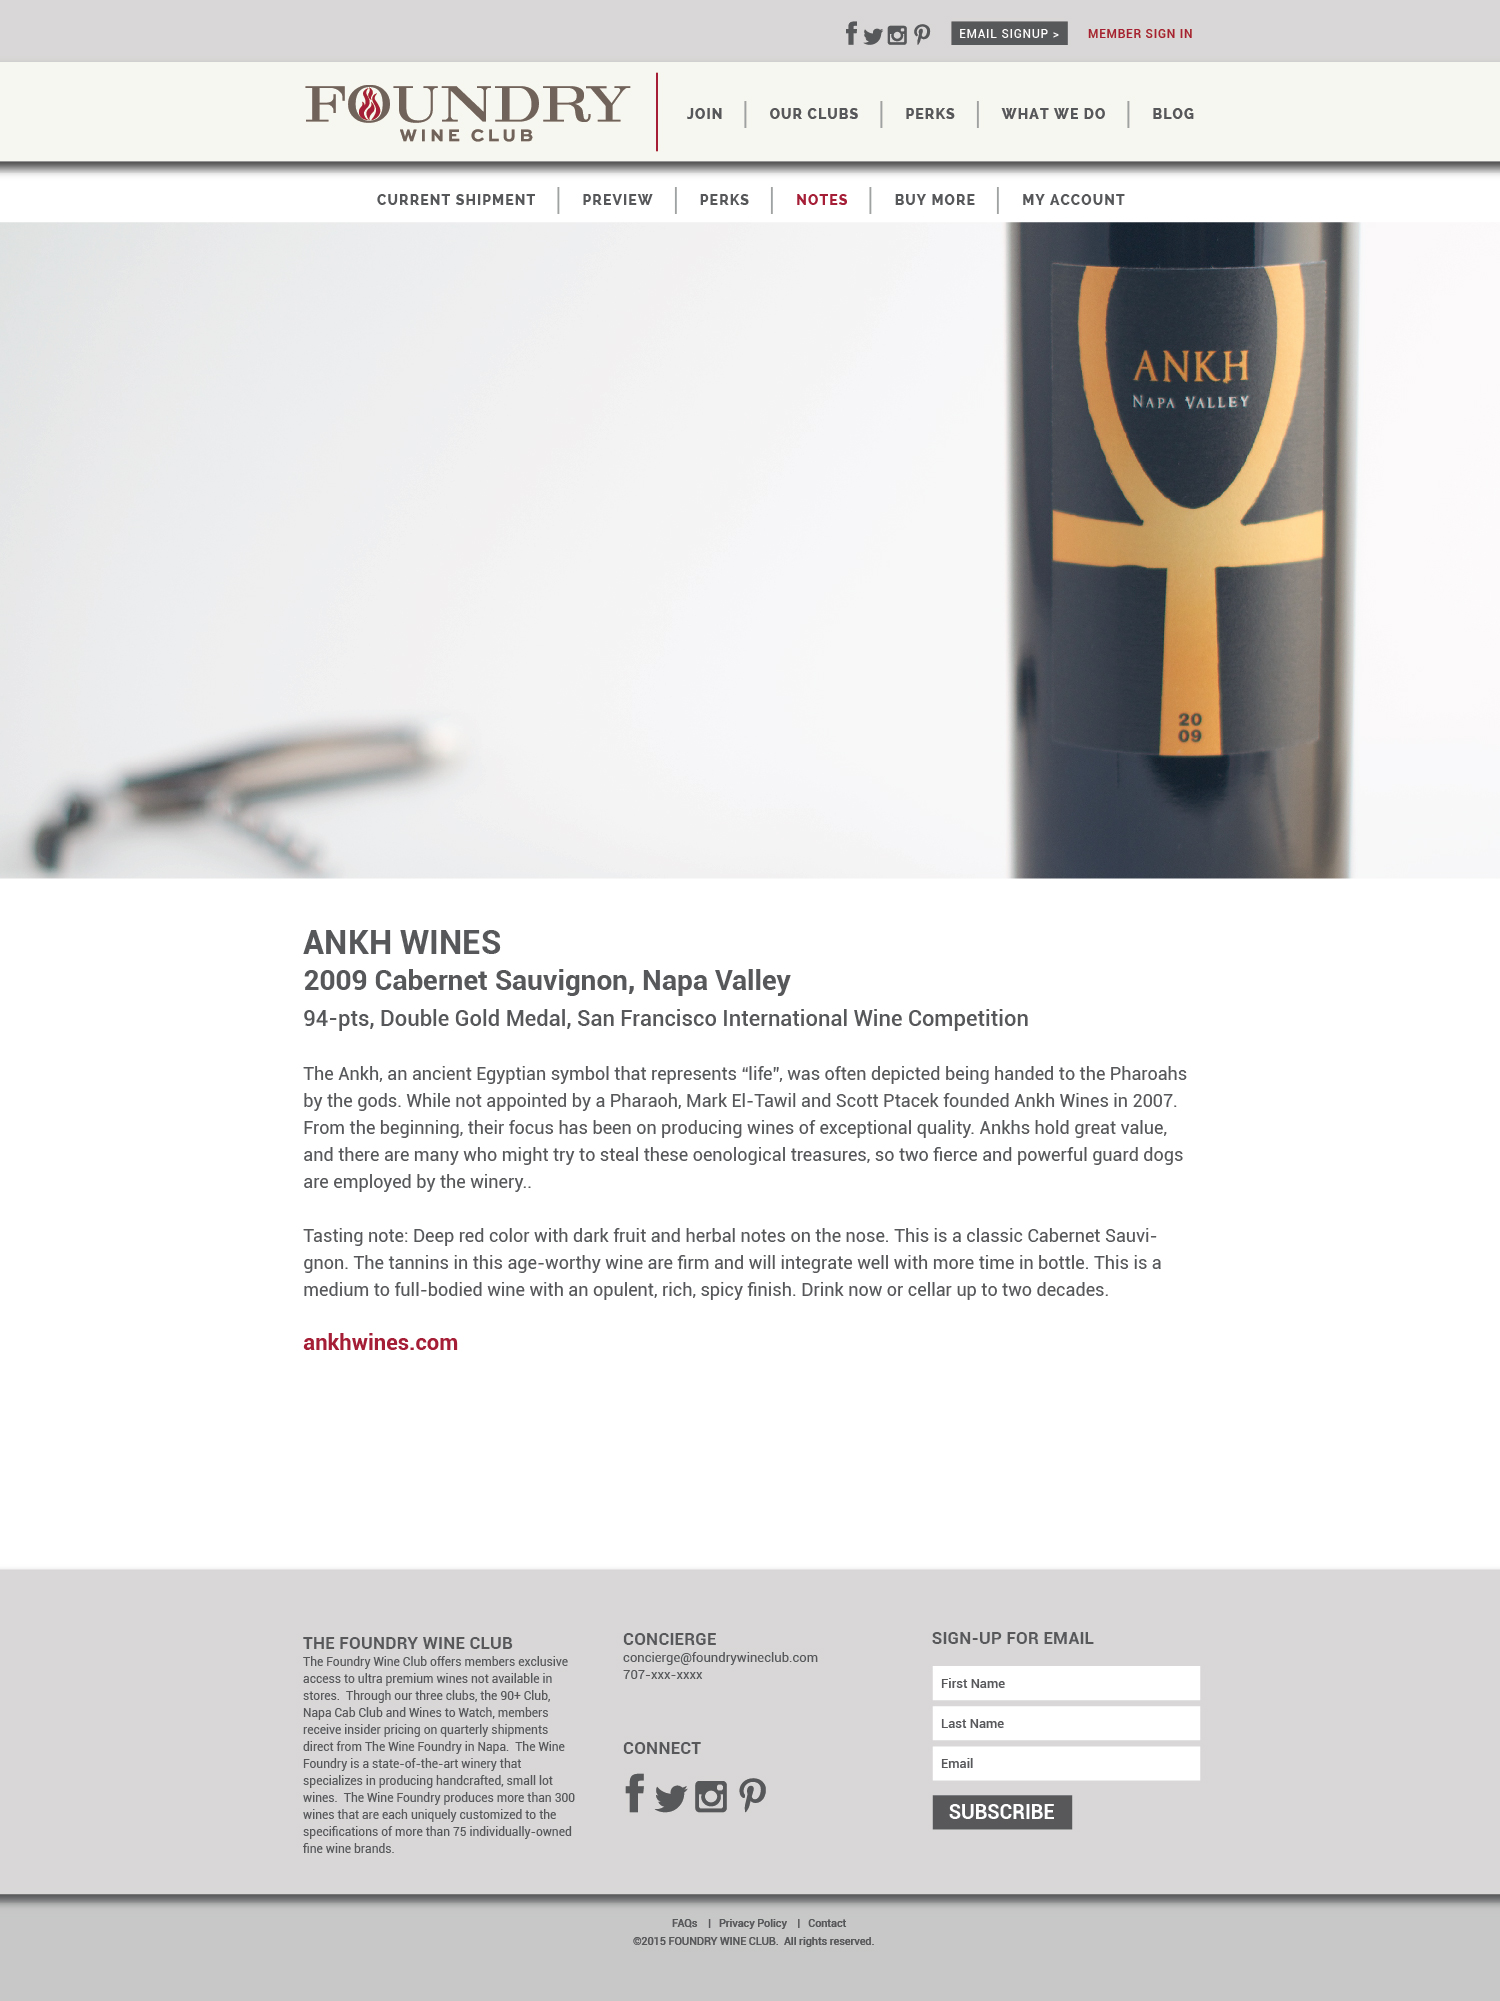 EMAIL SIGNUP >
MEMBER SIGN IN
FOUNDRY
WINE CLUB
JOIN
OUR CLUBS
PERKS
WHAT WE DO
BLOG
CURRENT SHIPMENT
PREVIEW
PERKS
NOTES
BUY MORE
MY ACCOUNT
ANKH
NAPA VALLEY
20
09
ANKH WINES
2009 Cabernet Sauvignon, Napa Valley
94-pts, Double Gold Medal, San Francisco International Wine Competition
The Ankh, an ancient Egyptian symbol that represents “life”, was often depicted being handed to the Pharoahs
by the gods. While not appointed by a Pharaoh, Mark El-Tawil and Scott Ptacek founded Ankh Wines in 2007.
From the beginning, their focus has been on producing wines of exceptional quality. Ankhs hold great value,
and there are many who might try to steal these oenological treasures, so two fierce and powerful guard dogs
are employed by the winery..
Tasting note: Deep red color with dark fruit and herbal notes on the nose. This is a classic Cabernet Sauvi-
gnon. The tannins in this age-worthy wine are firm and will integrate well with more time in bottle. This is a
medium to full-bodied wine with an opulent, rich, spicy finish. Drink now or cellar up to two decades.
ankhwines.com
THE FOUNDRY WINE CLUB
The Foundry Wine Club offers members exclusive
access to ultra premium wines not available in
stores.  Through our three clubs, the 90+ Club,
Napa Cab Club and Wines to Watch, members
receive insider pricing on quarterly shipments
direct from The Wine Foundry in Napa.  The Wine
Foundry is a state-of-the-art winery that
specializes in producing handcrafted, small lot
wines.  The Wine Foundry produces more than 300
wines that are each uniquely customized to the
specifications of more than 75 individually-owned
fine wine brands.
CONCIERGE
concierge@foundrywineclub.com
707-xxx-xxxx
CONNECT
SIGN-UP FOR EMAIL
First Name
Last Name
Email
SUBSCRIBE
FAQs | Privacy Policy | Contact
©2015 FOUNDRY WINE CLUB.  All rights reserved.